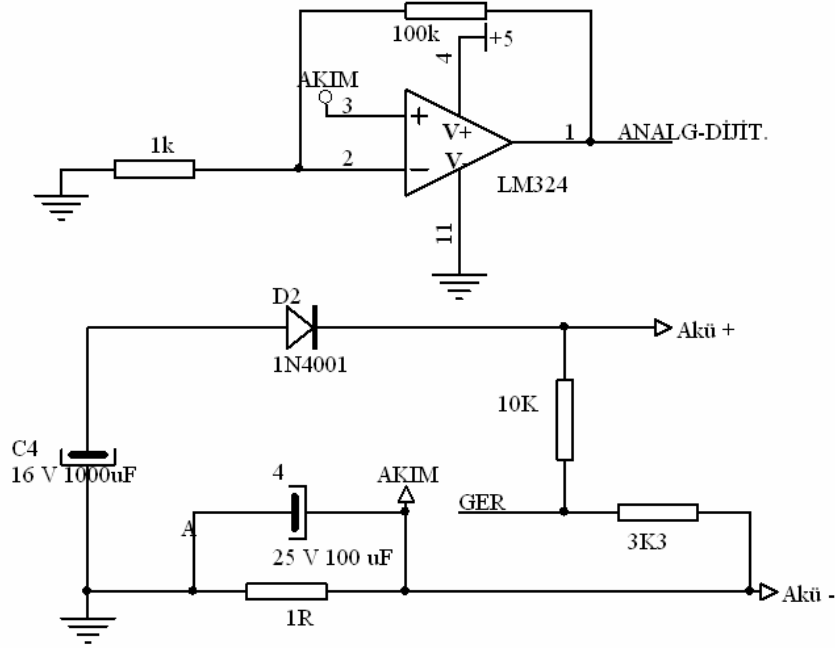 100k
+5
4
AKIM
3
+
V+
1
ANALG-DİJİT.
1k
2
−
V-
LM324
11
D2
1N4001
Akü +
10K
C4
16 V 1000uF
4
AKIM
GER
A
25 V 100 uF
3K3
1R
Akü -